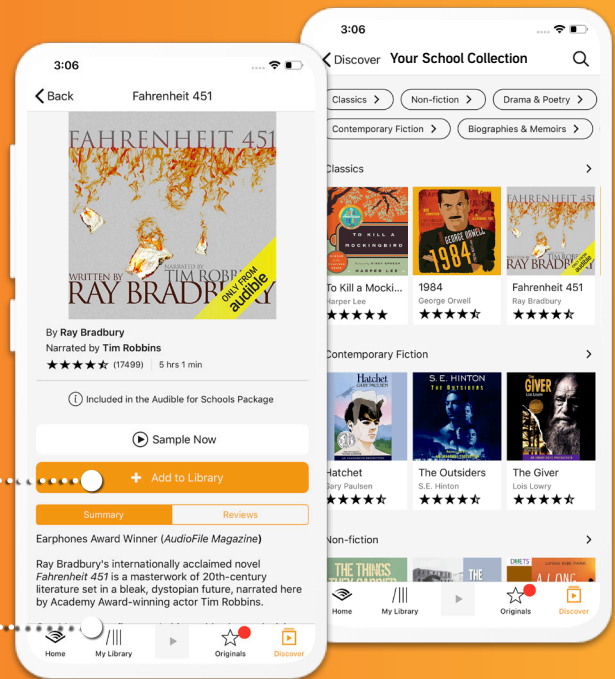 3:06
Back
Fahrenheit 451
FAHRENHEIT 451
WRITTEN BY
RAY BRADBURY
NARRATED BY
TIM ROBBINS
ONLY FROM
audible
By Ray Bradbury
Narrated by Tim Robbins
(17499) 5 hrs 1 min
Included in the Audible for Schools Package
Sample Now
+ Add to Library
Summary
Reviews
Earphones Award Winner (AudioFile Magazine)
Ray Bradbury's internationally acclaimed novel
Fahrenheit 451 is a masterwork of 20th-century
literature set in a bleak, dystopian future, narrated here
by Academy Award-winning actor Tim Robbins.
Home
My Library
Originals
Discover
3:06
Discover
Your School Collection
Classics >
Non-fiction >
Drama & Poetry >
Contemporary Fiction >
Biographies & Memoirs >
Classics
TO KILL A
MOCKINGBIRD
HARPER LEE
GEORGE ORWELL
1984
FAHRENHEIT 451
RAY BRADBURY
audible
To Kill a Mocki...
Harper Lee
1984
George Orwell
Fahrenheit 451
Ray Bradbury
Contemporary Fiction
Hatchet
GARY PAULSEN
S. E. HINTON
THE OUTSIDERS
THE
GIVER
LOIS LOWRY
Hatchet
Gary Paulsen
The Outsiders
S.E. Hinton
The Giver
Lois Lowry
Non-fiction
THE THINGS
THEY CARRIED
THE
A LONG
Home
My Library
Originals
Discover